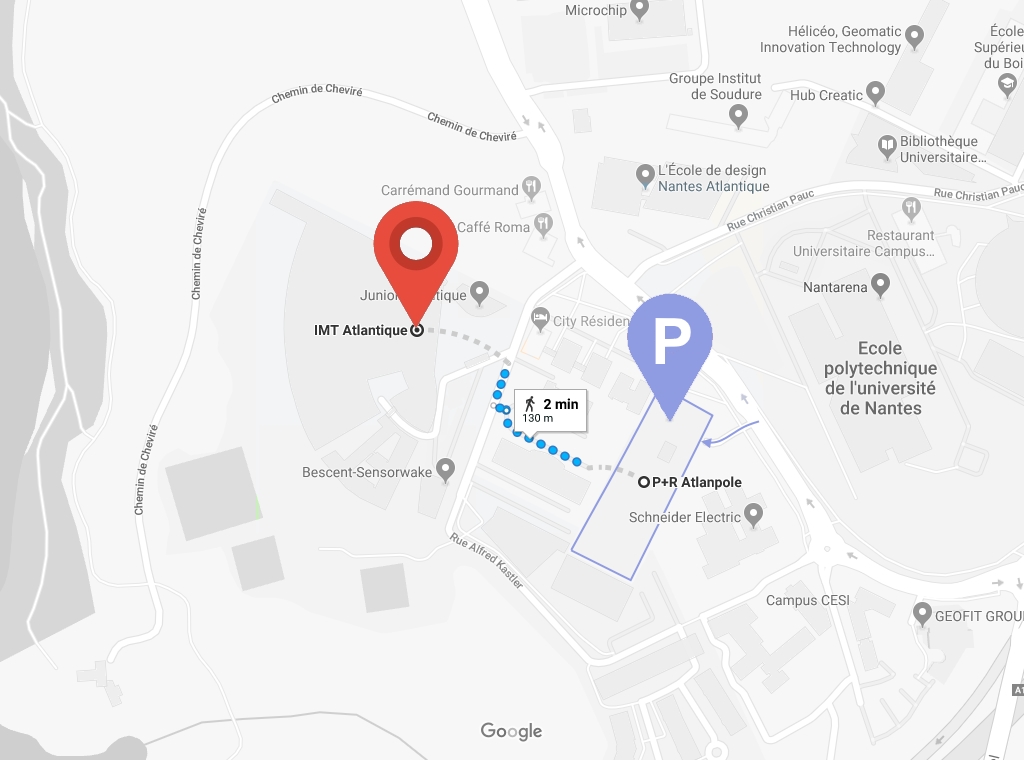 Microchip
Hélicéo, Geomatic
Innovation Technology
École
Supérieu
du Boi
Groupe Institut
de Soudure
Hub Creatic
Chemin de Cheviré
Chemin de Cheviré
Bibliothèque
Universitaire...
L'École de design
Nantes Atlantique
Carrémand Gourmand
Rue Christian Pauc
Rue Christian Pauc
Caffé Roma
Restaurant
Universitaire Campus...
Chemin de Cheviré
Nantarena
Junio
tique
IMT Atlantique
City Résiden
P
Ecole
polytechnique
de l'université
de Nantes
2 min
130 m
Chemin de Cheviré
Bescent-Sensorwake
P+R Atlanpole
Schneider Electric
Rue Alfred Kastler
Campus CESI
GEOFIT GROU
A1
Google